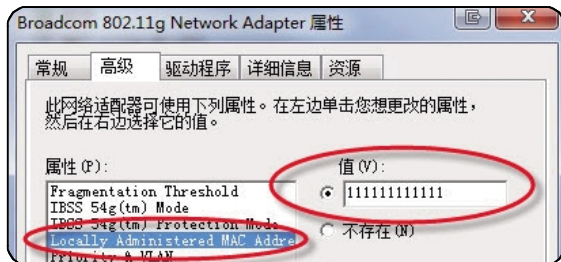 Broadcom 802.11g Network Adapter 属性
常规 高级 驱动程序 详细信息 资源
此网络适配器可使用下列属性。在左边单击您想更改的属性，
然后在右边选择它的值。
属性(P): 值(V):
Fragmentation Threshold 111111111111
IBSS 54g(tm) Mode
IBSS 54g(tm) Protection Mode 不存在(N)
Locally Administered MAC Addre
Priority & VLAN